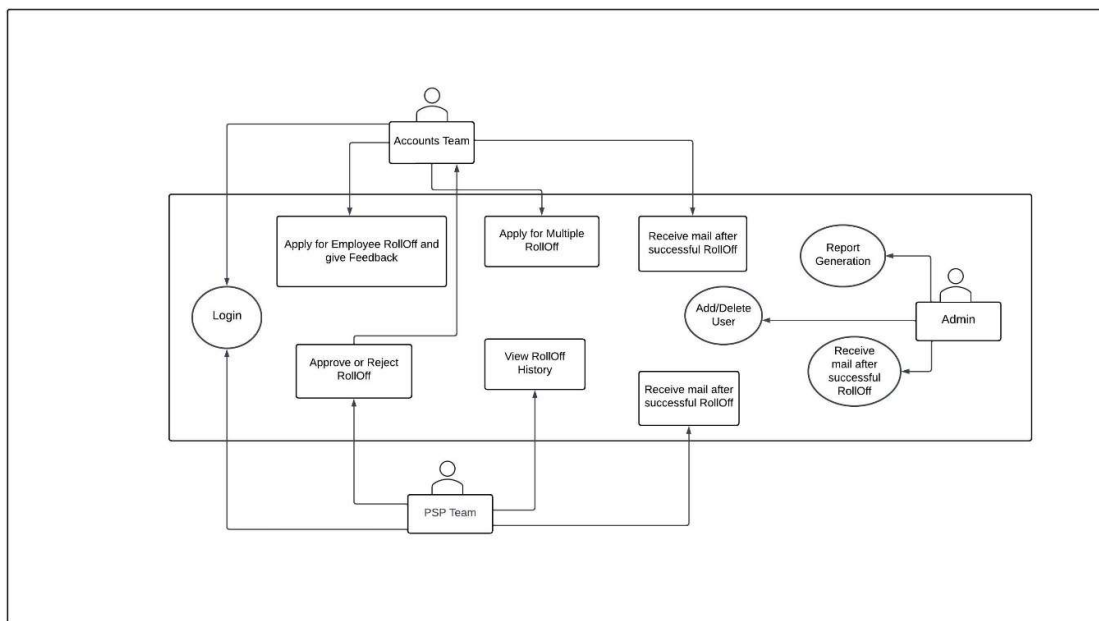 Accounts Team
Apply for Employee RollOff and
give Feedback
Apply for Multiple
RollOff
Receive mail after
successful RollOff
Report
Generation
Login
Add/Delete
User
Admin
Approve or Reject
RollOff
View RollOff
History
Receive mail after
successful RollOff
Receive
mail after
successful
RollOff
PSP Team